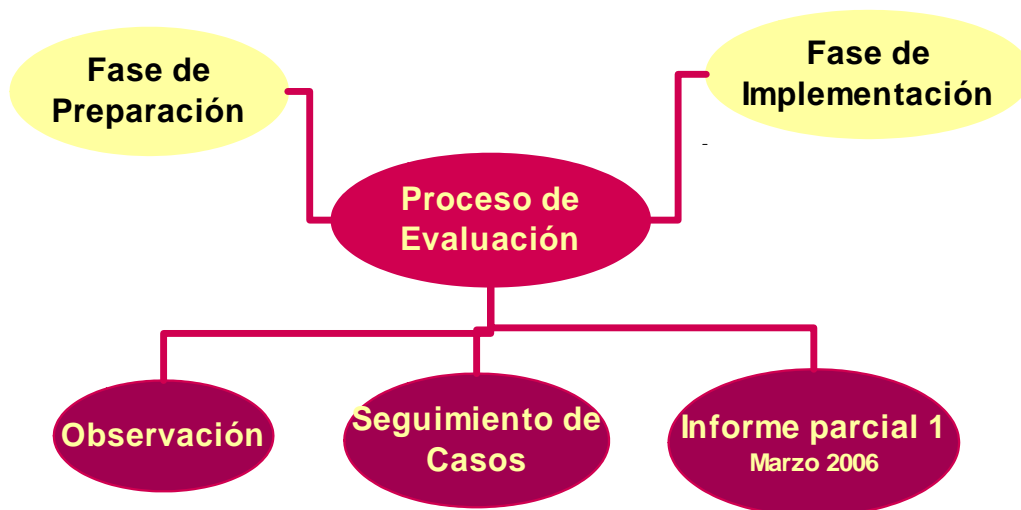 Fase de
Preparación
Fase de
Implementación
-
Proceso de
Evaluación
Observación
Seguimiento de
Casos
Informe parcial 1
Marzo 2006